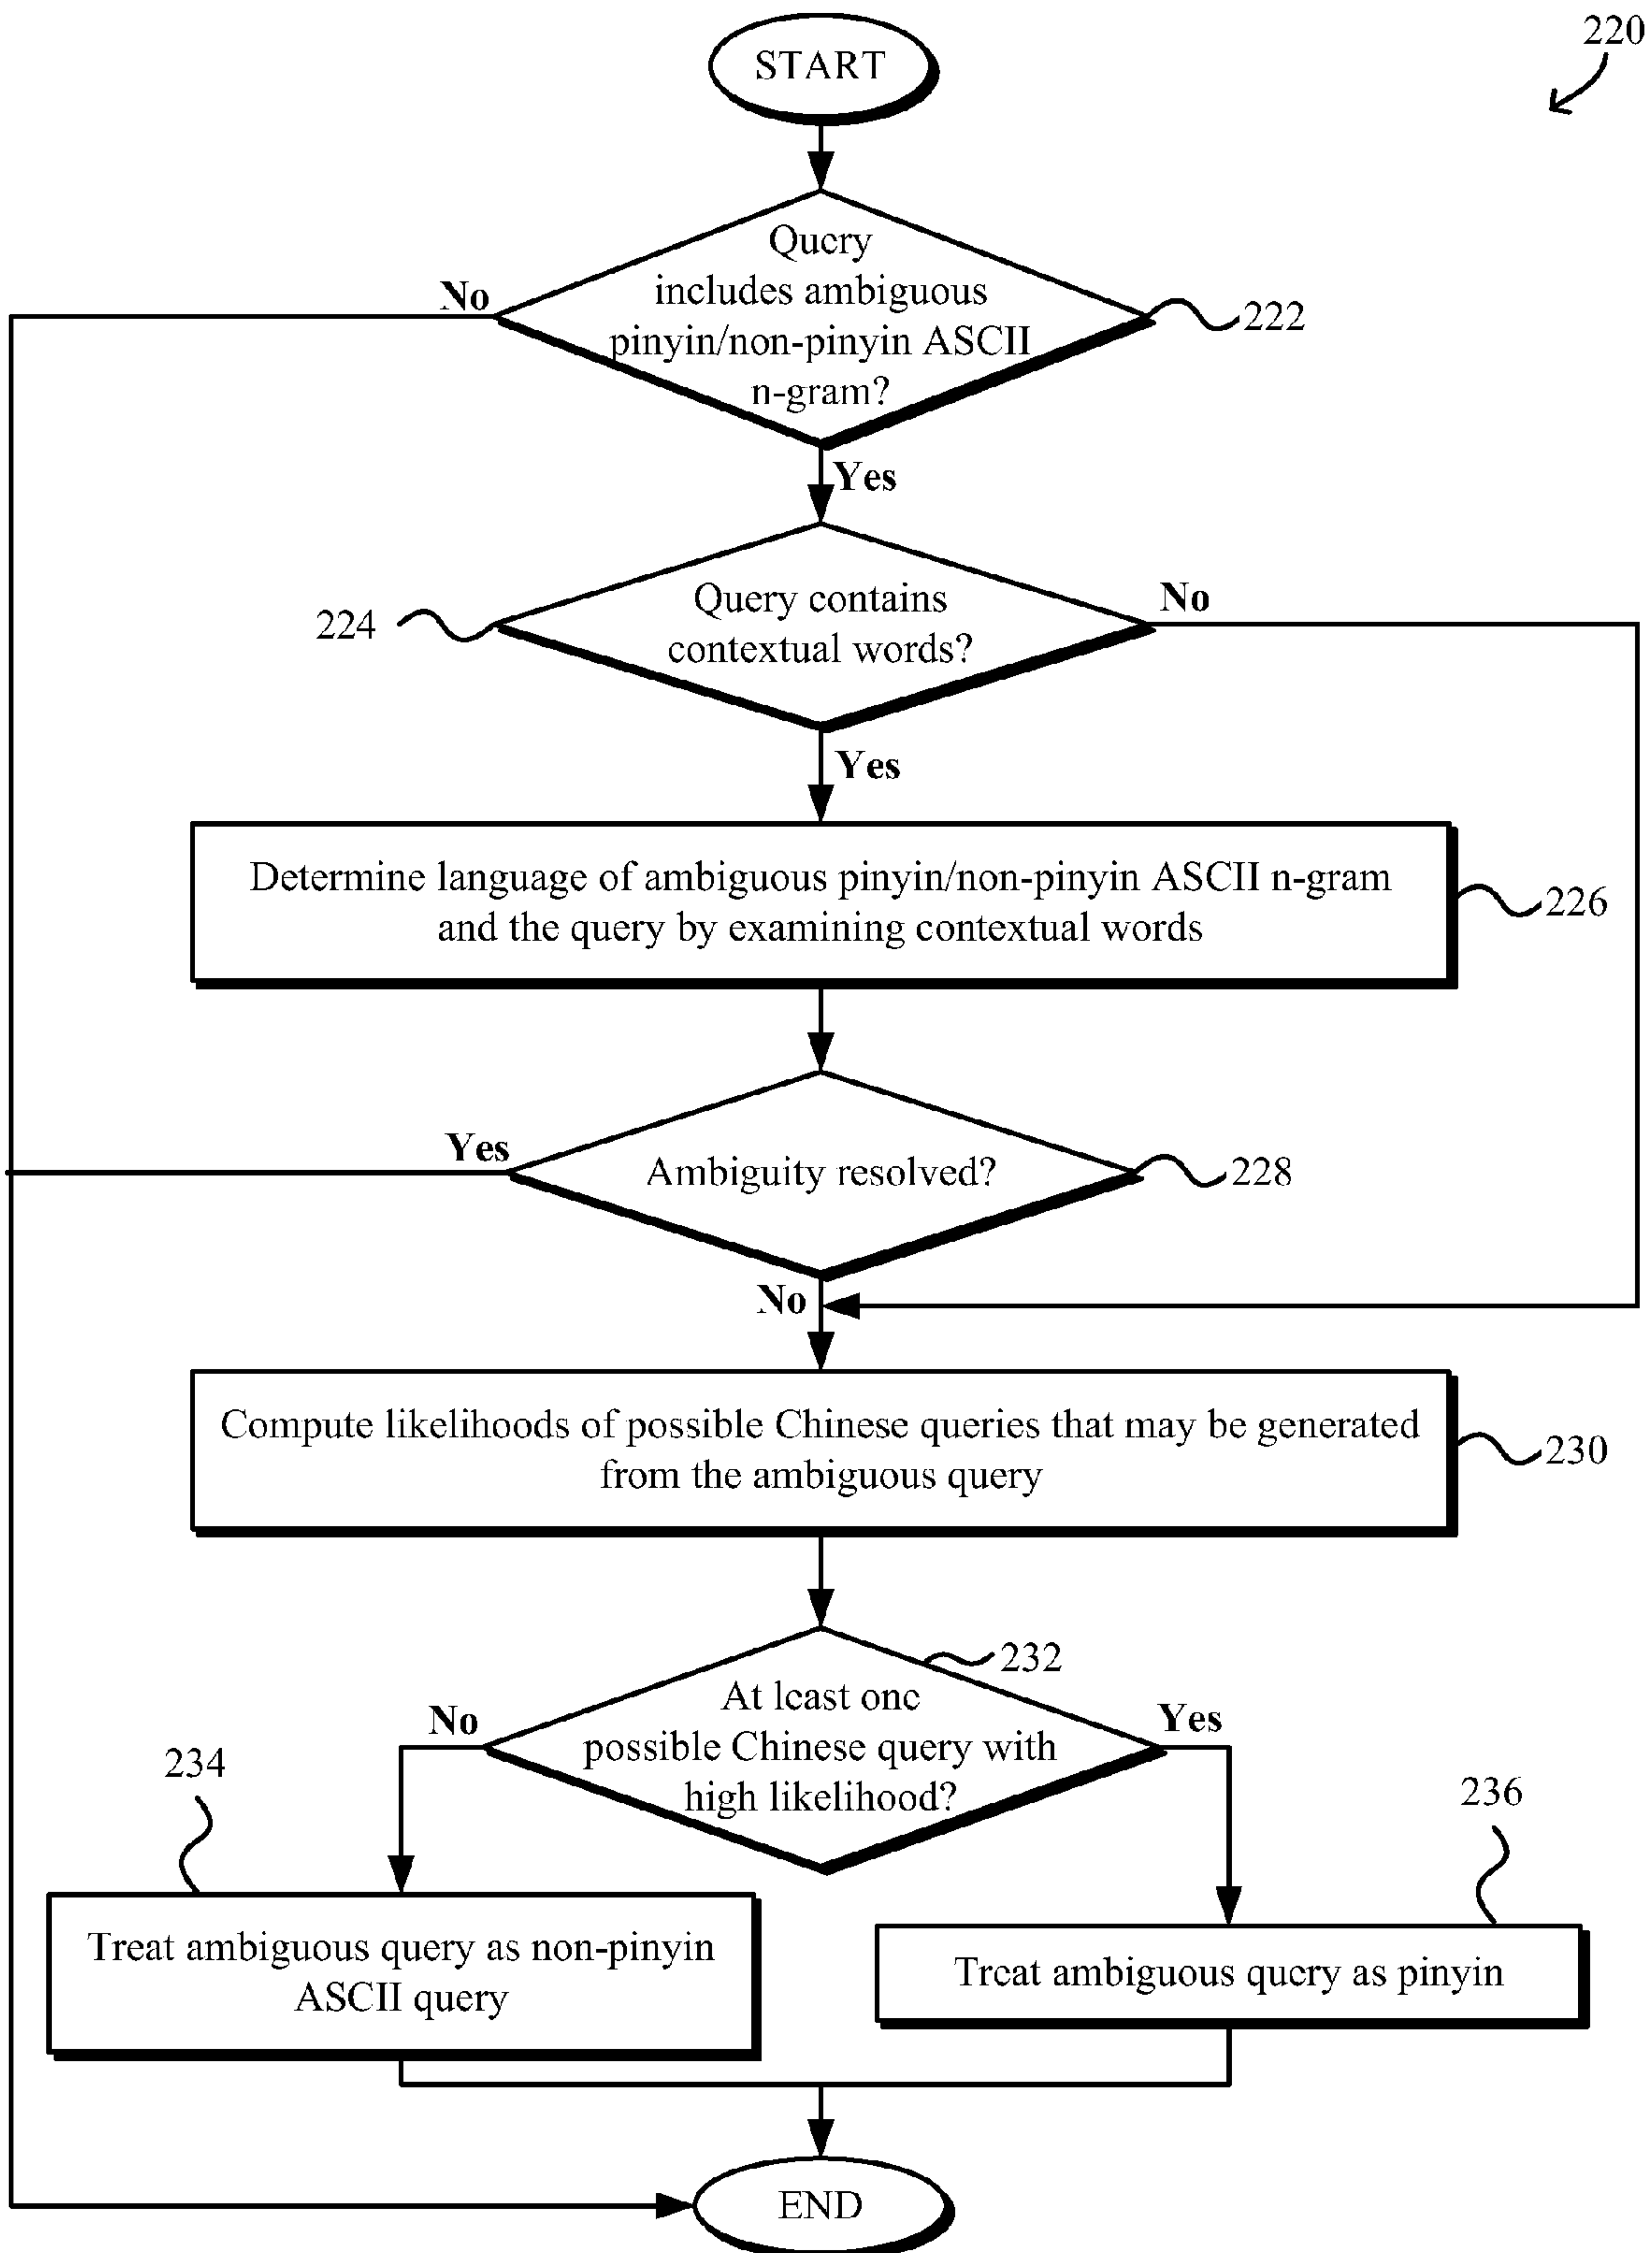 220
START
Query
includes ambiguous
pinyin/non-pinyin ASCII
n-gram?
No
222
Yes
Query contains
contextual words?
224
No
Yes
Determine language of ambiguous pinyin/non-pinyin ASCII n-gram
and the query by examining contextual words
226
Yes
Ambiguity resolved?
228
No
Compute likelihoods of possible Chinese queries that may be generated
from the ambiguous query
230
232
At least one
possible Chinese query with
high likelihood?
No
Yes
234
236
Treat ambiguous query as non-pinyin
ASCII query
Treat ambiguous query as pinyin
END